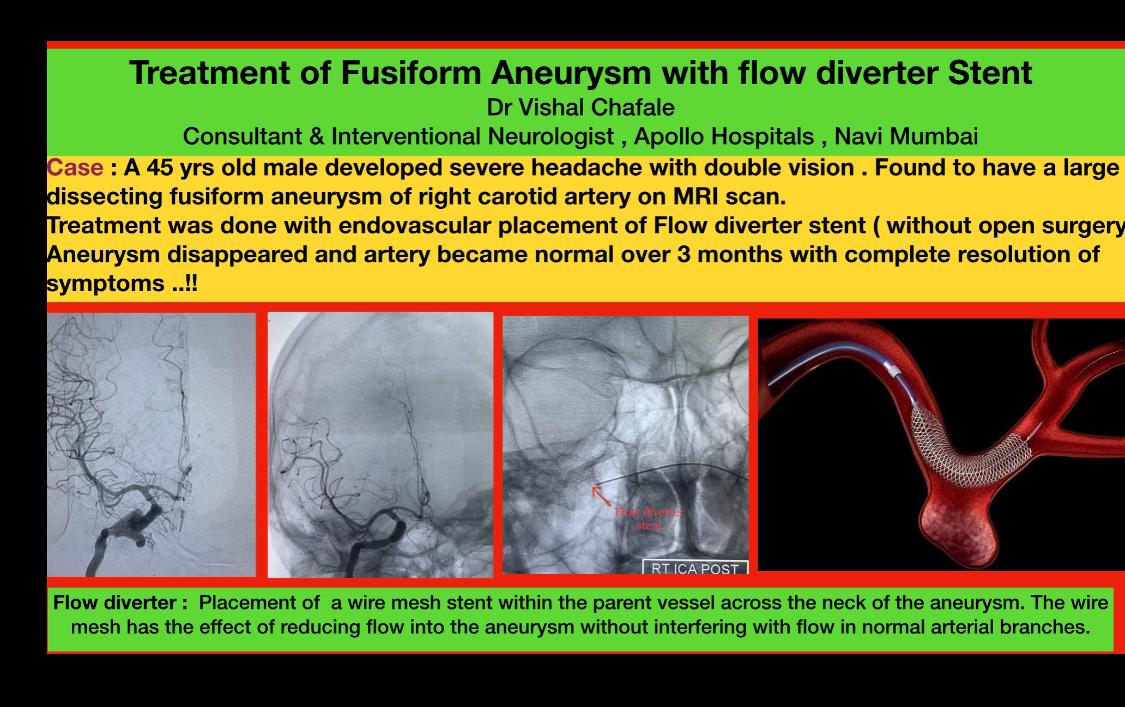 Treatment of Fusiform Aneurysm with flow diverter Stent
Dr Vishal Chafale
Consultant & Interventional Neurologist , Apollo Hospitals , Navi Mumbai
Case : A 45 yrs old male developed severe headache with double vision . Found to have a large
dissecting fusiform aneurysm of right carotid artery on MRI scan.
Treatment was done with endovascular placement of Flow diverter stent ( without open surgery
Aneurysm disappeared and artery became normal over 3 months with complete resolution of
symptoms ..!!
Flow diverter
stent
RT ICA POST
Flow diverter : Placement of a wire mesh stent within the parent vessel across the neck of the aneurysm. The wire
mesh has the effect of reducing flow into the aneurysm without interfering with flow in normal arterial branches.